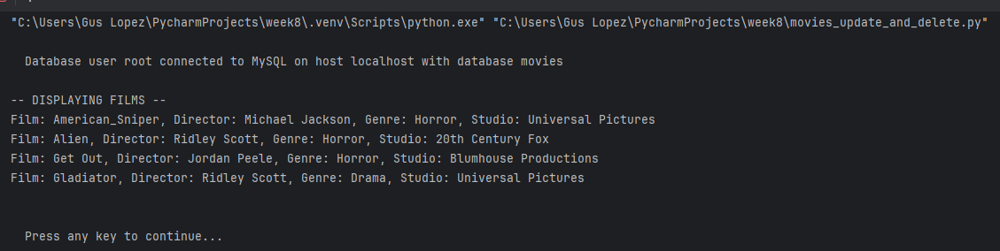 "C:\Users\Gus Lopez\PycharmProjects\week8\.venv\Scripts\python.exe" "C:\Users\Gus Lopez\PycharmProjects\week8\movies_update_and_delete.py"
Database user root connected to MySQL on host localhost with database movies
-- DISPLAYING FILMS --
Film: American_Sniper, Director: Michael Jackson, Genre: Horror, Studio: Universal Pictures
Film: Alien, Director: Ridley Scott, Genre: Horror, Studio: 20th Century Fox
Film: Get Out, Director: Jordan Peele, Genre: Horror, Studio: Blumhouse Productions
Film: Gladiator, Director: Ridley Scott, Genre: Drama, Studio: Universal Pictures
Press any key to continue...